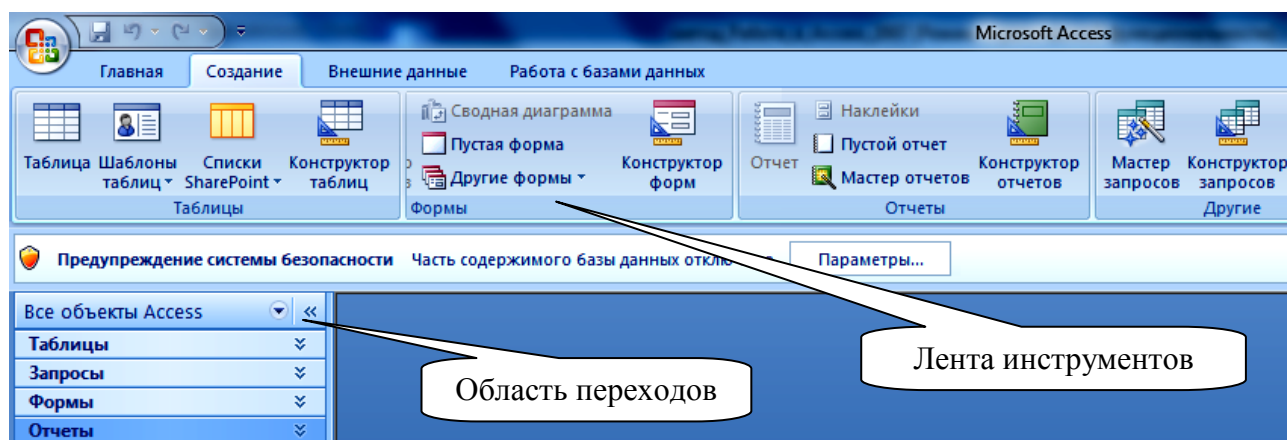 Microsoft Access
Главная Создание Внешние данные Работа с базами данных
Таблица
Шаблоны
таблиц
Списки
SharePoint
Конструктор
таблиц
Таблицы
Сводная диаграмма
Пустая форма
Другие формы
Конструктор
форм
Формы
Отчет
Наклейки
Пустой отчет
Мастер отчетов
Конструктор
отчетов
Отчеты
Мастер
запросов
Конструктор
запросов
Другие
Предупреждение системы безопасности Часть содержимого базы данных Параметры...
Все объекты Access
Таблицы
Запросы
Формы
Отчеты
Область переходов
Лента инструментов